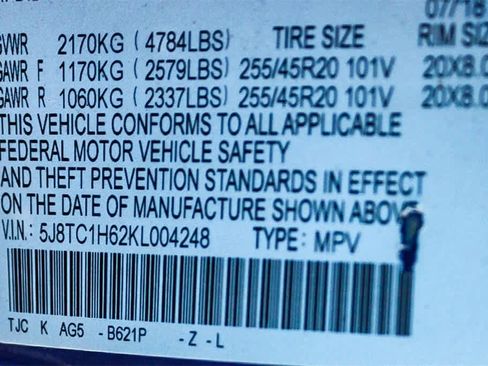 07/18
GVWR 2170KG (4784LBS) TIRE SIZE RIM SIZ
GAWR F 1170KG (2579LBS) 255/45R20 101V 20X8.0
GAWR R 1060KG (2337LBS) 255/45R20 101V 20X8.0
THIS VEHICLE CONFORMS TO ALL APPLICABLE
FEDERAL MOTOR VEHICLE SAFETY
AND THEFT PREVENTION STANDARDS IN EFFECT
ON THE DATE OF MANUFACTURE SHOWN ABOVE
V.I.N.: 5J8TC1H62KL004248 TYPE: MPV
TJC K AG5 -B621P -Z-L